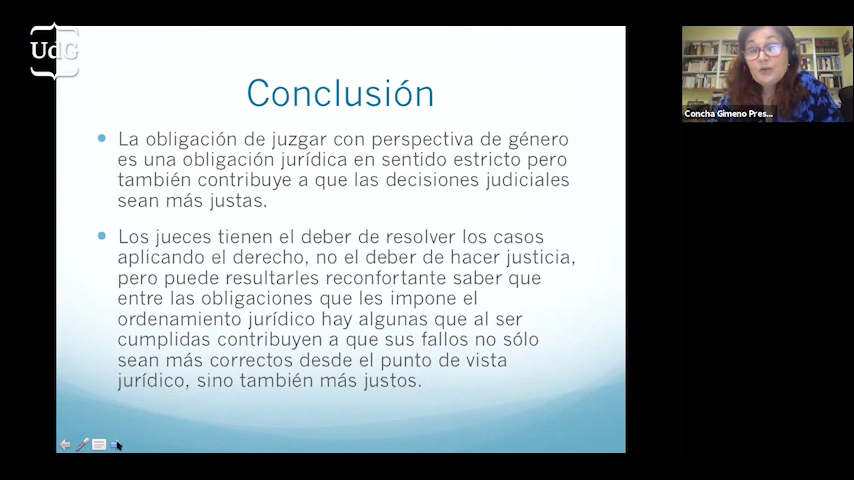 UdG
Conclusión
La obligación de juzgar con perspectiva de género
es una obligación jurídica en sentido estricto pero
también contribuye a que las decisiones judiciales
sean más justas.
Los jueces tienen el deber de resolver los casos
aplicando el derecho, no el deber de hacer justicia,
pero puede resultarles reconfortante saber que
entre las obligaciones que les impone el
ordenamiento jurídico hay algunas que al ser
cumplidas contribuyen a que sus fallos no sólo
sean más correctos desde el punto de vista
jurídico, sino también más justos.
Concha Gimeno Pres...